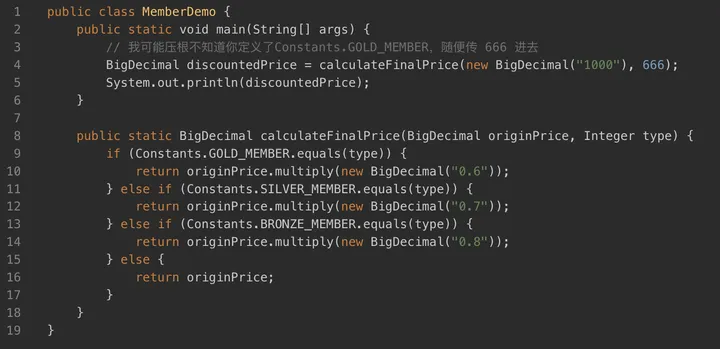 1 public class MemberDemo {
2     public static void main(String[] args) {
3         // 我可能压根不知道你定义了Constants.GOLD_MEMBER，随便传 666 进去
4         BigDecimal discountedPrice = calculateFinalPrice(new BigDecimal("1000"), 666);
5         System.out.println(discountedPrice);
6     }
7
8     public static BigDecimal calculateFinalPrice(BigDecimal originPrice, Integer type) {
9         if (Constants.GOLD_MEMBER.equals(type)) {
10             return originPrice.multiply(new BigDecimal("0.6"));
11         } else if (Constants.SILVER_MEMBER.equals(type)) {
12             return originPrice.multiply(new BigDecimal("0.7"));
13         } else if (Constants.BRONZE_MEMBER.equals(type)) {
14             return originPrice.multiply(new BigDecimal("0.8"));
15         } else {
16             return originPrice;
17         }
18     }
19 }